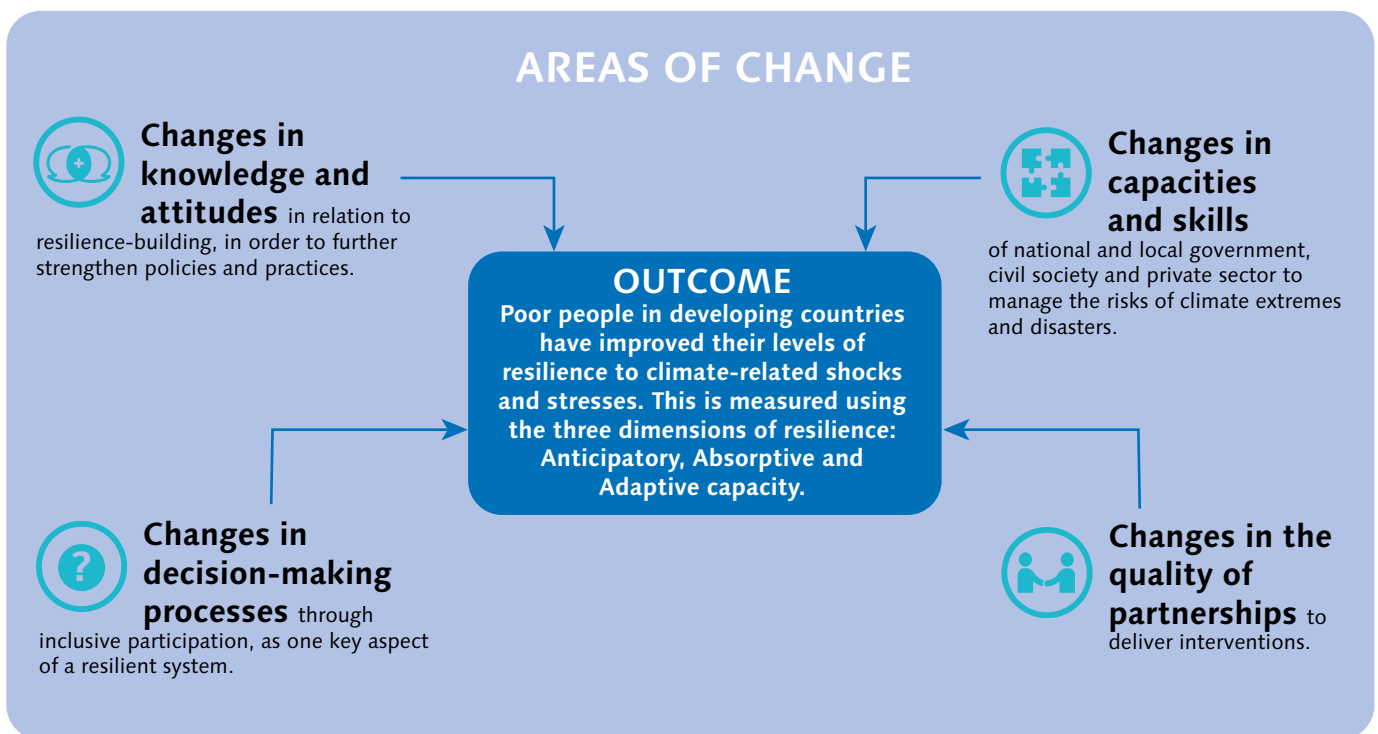 AREAS OF CHANGE
Changes in
knowledge and
attitudes in relation to
resilience-building, in order to further
strengthen policies and practices.
Changes in
capacities
and skills
of national and local government,
civil society and private sector to
manage the risks of climate extremes
and disasters.
OUTCOME
Poor people in developing countries
have improved their levels of
resilience to climate-related shocks
and stresses. This is measured using
the three dimensions of resilience:
Anticipatory, Absorptive and
Adaptive capacity.
?
Changes in
decision-making
processes through
inclusive participation, as one key aspect
of a resilient system.
Changes in the
quality of
partnerships to
deliver interventions.